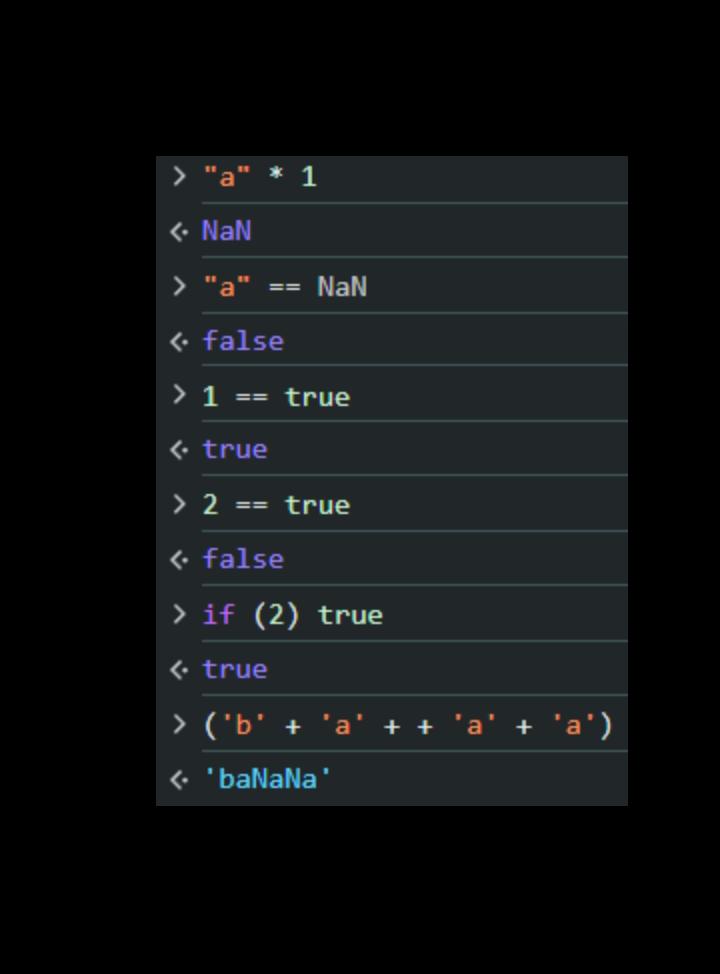 > "a" * 1
<· NaN
> "a" == NaN
<· false
> 1 == true
<· true
> 2 == true
<· false
> if (2) true
<· true
> ('b' + 'a' + + 'a' + 'a')
<· 'baNaNa'